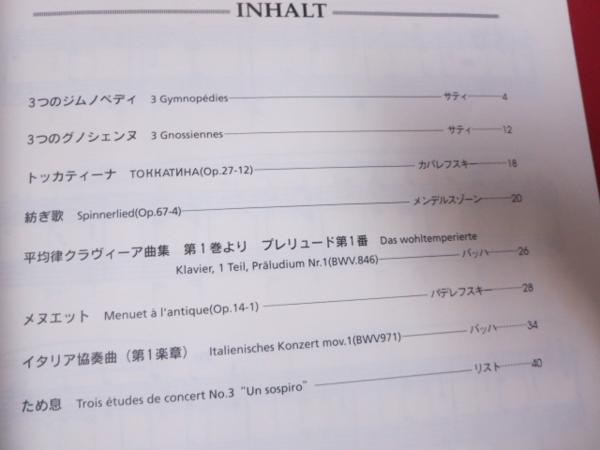 INHALT
3つのジムノペディ 3 Gymnopédies サティ 4
3つのグノシェンヌ 3 Gnossiennes サティ 12
トッカティーナ ТОККАТИНА(Op.27-12) カバレフスキー 18
紡ぎ歌 Spinnerlied(Op.67-4) メンデルスゾーン 20
平均律クラヴィーア曲集 第1巻より プレリュード第1番 Das wohltemperierte
Klavier, 1 Teil, Präludium Nr.1(BWV.846) バッハ 26
メヌエット Menuet à l'antique(Op.14-1) パデレフスキー 28
イタリア協奏曲(第1楽章) Italienisches Konzert mov.1(BWV971) バッハ 34
ため息 Trois études de concert No.3 "Un sospiro" リスト 40